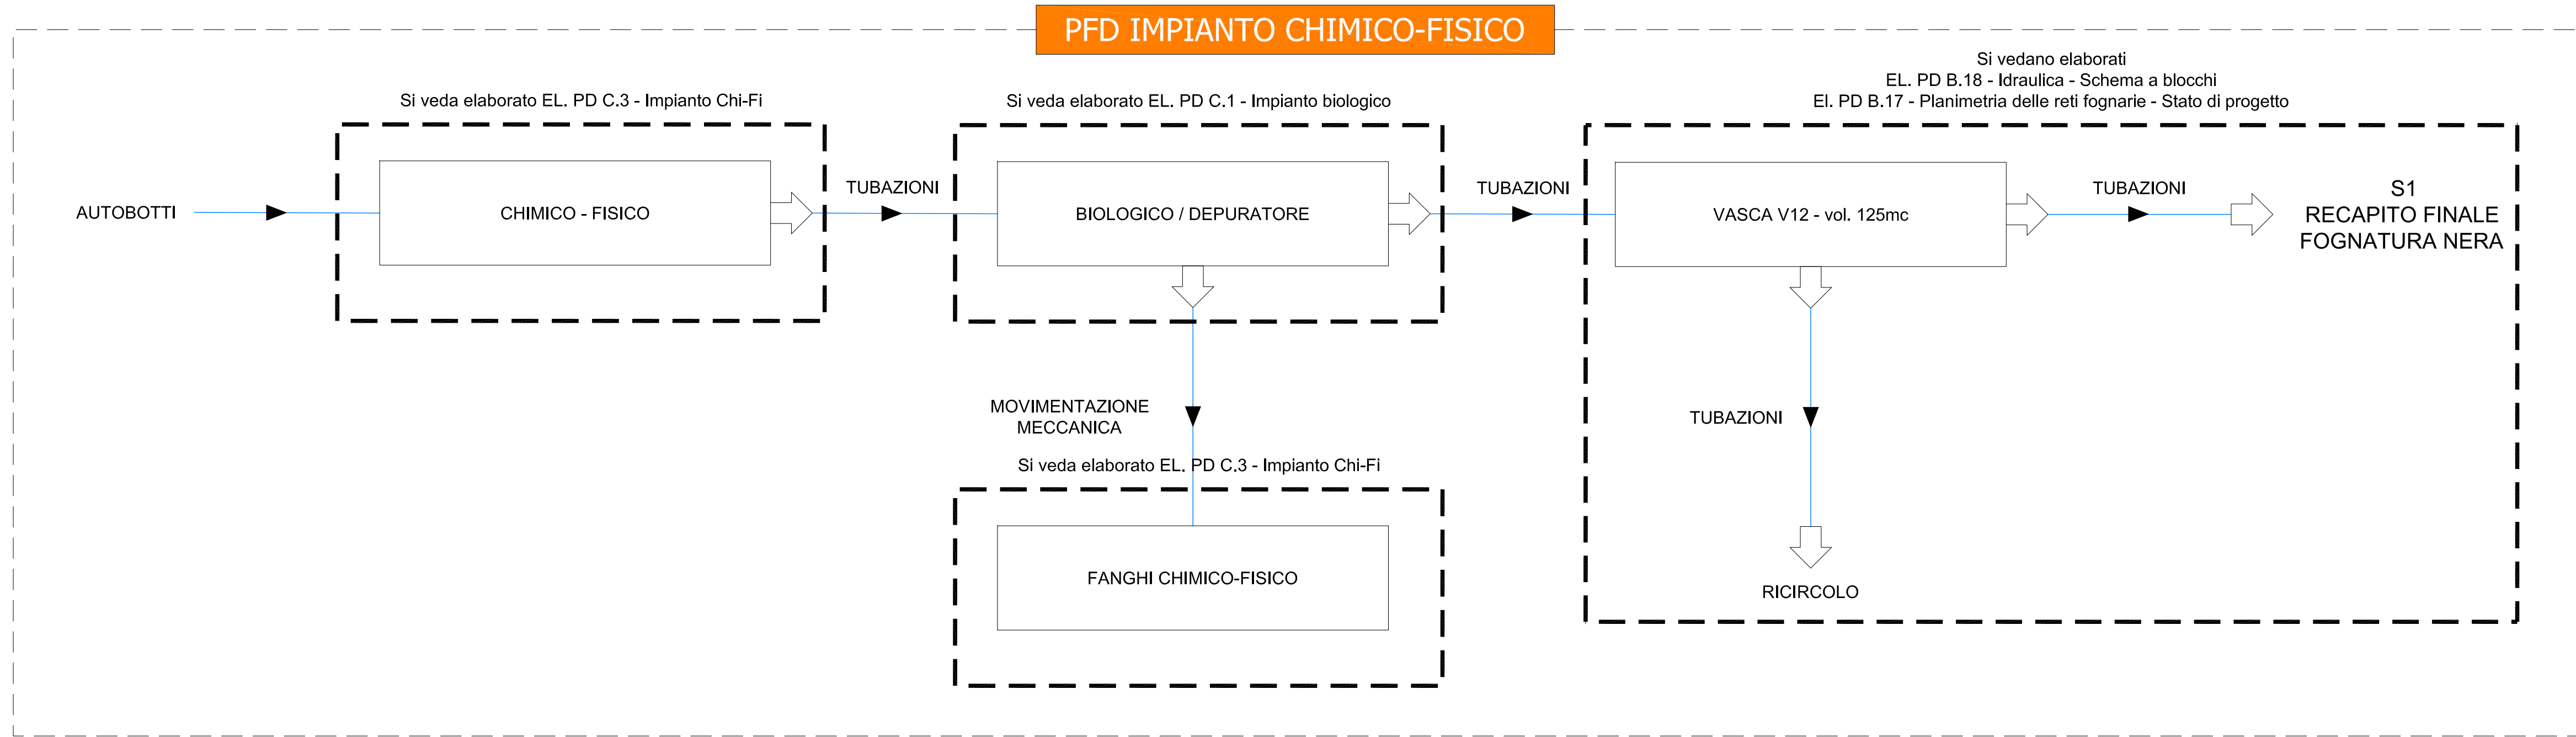 PFD IMPIANTO CHIMICO-FISICO
Si vedano elaborati
EL. PD B.18 - Idraulica - Schema a blocchi
El. PD B.17 - Planimetria delle reti fognarie - Stato di progetto
Si veda elaborato EL. PD C.3 - Impianto Chi-Fi
Si veda elaborato EL. PD C.1 - Impianto biologico
AUTOBOTTI
CHIMICO - FISICO
TUBAZIONI
BIOLOGICO / DEPURATORE
TUBAZIONI
VASCA V12 - vol. 125mc
TUBAZIONI
S1
RECAPITO FINALE
FOGNATURA NERA
MOVIMENTAZIONE
MECCANICA
TUBAZIONI
Si veda elaborato EL. PD C.3 - Impianto Chi-Fi
FANGHI CHIMICO-FISICO
RICIRCOLO